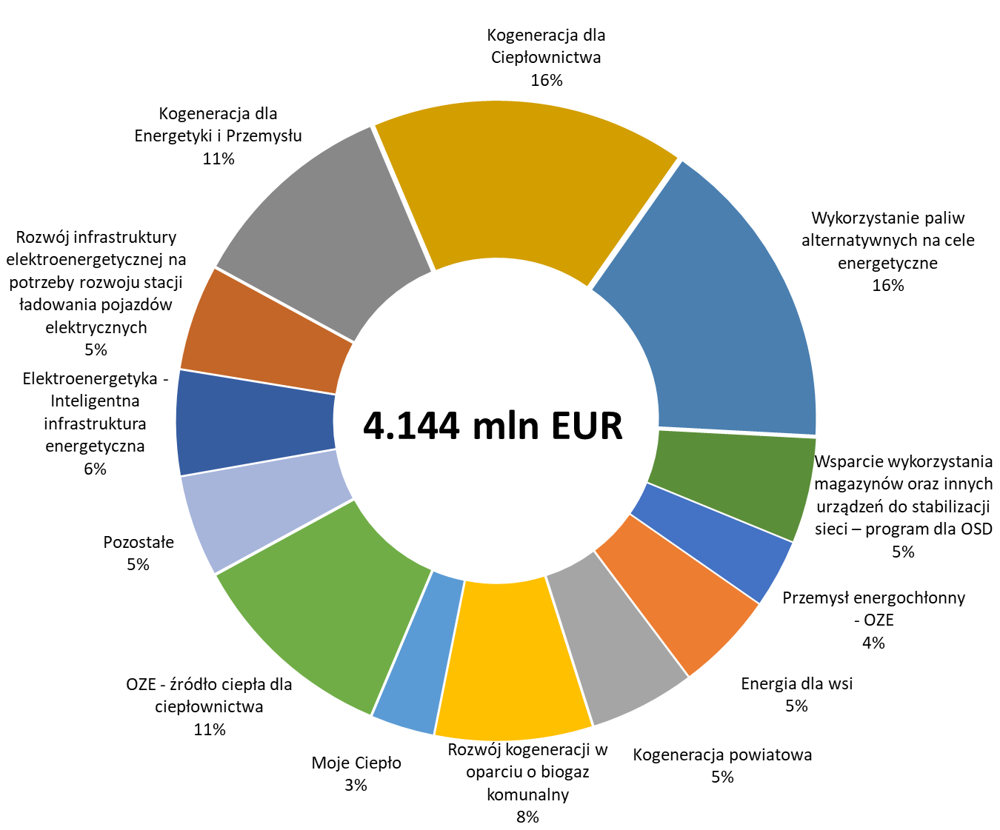 Kogeneracja dla
Ciepłownictwa
16%
Wykorzystanie paliw
alternatywnych na cele
energetyczne
16%
Wsparcie wykorzystania
magazynów oraz innych
urządzeń do stabilizacji
sieci – program dla OSD
5%
Przemysł energochłonny
- OZE
4%
Energia dla wsi
5%
Kogeneracja powiatowa
5%
Rozwój kogeneracji w
oparciu o biogaz
komunalny
8%
Moje Ciepło
3%
OZE - źródło ciepła dla
ciepłownictwa
11%
Pozostałe
5%
Elektroenergetyka -
Inteligentna
infrastruktura
energetyczna
6%
Rozwój infrastruktury
elektroenergetycznej na
potrzeby rozwoju stacji
ładowania pojazdów
elektrycznych
5%
Kogeneracja dla
Energetyki i Przemysłu
11%
4.144 mln EUR